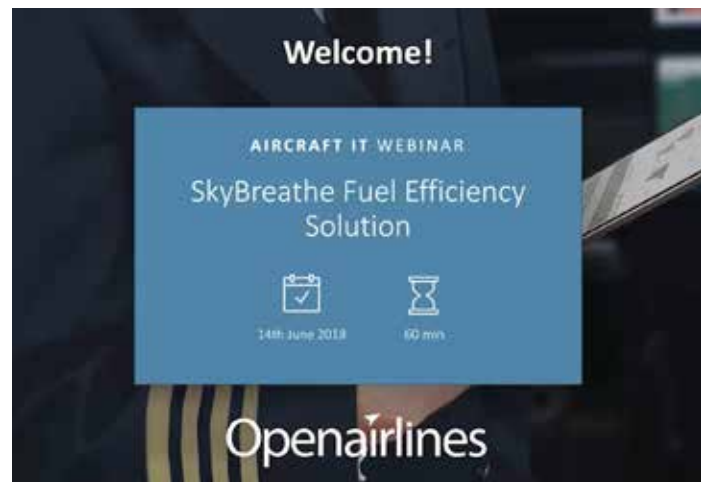 Welcome!
AIRCRAFT IT WEBINAR
SkyBreathe Fuel Efficiency
Solution
14th June 2018
60 min
Openairlines